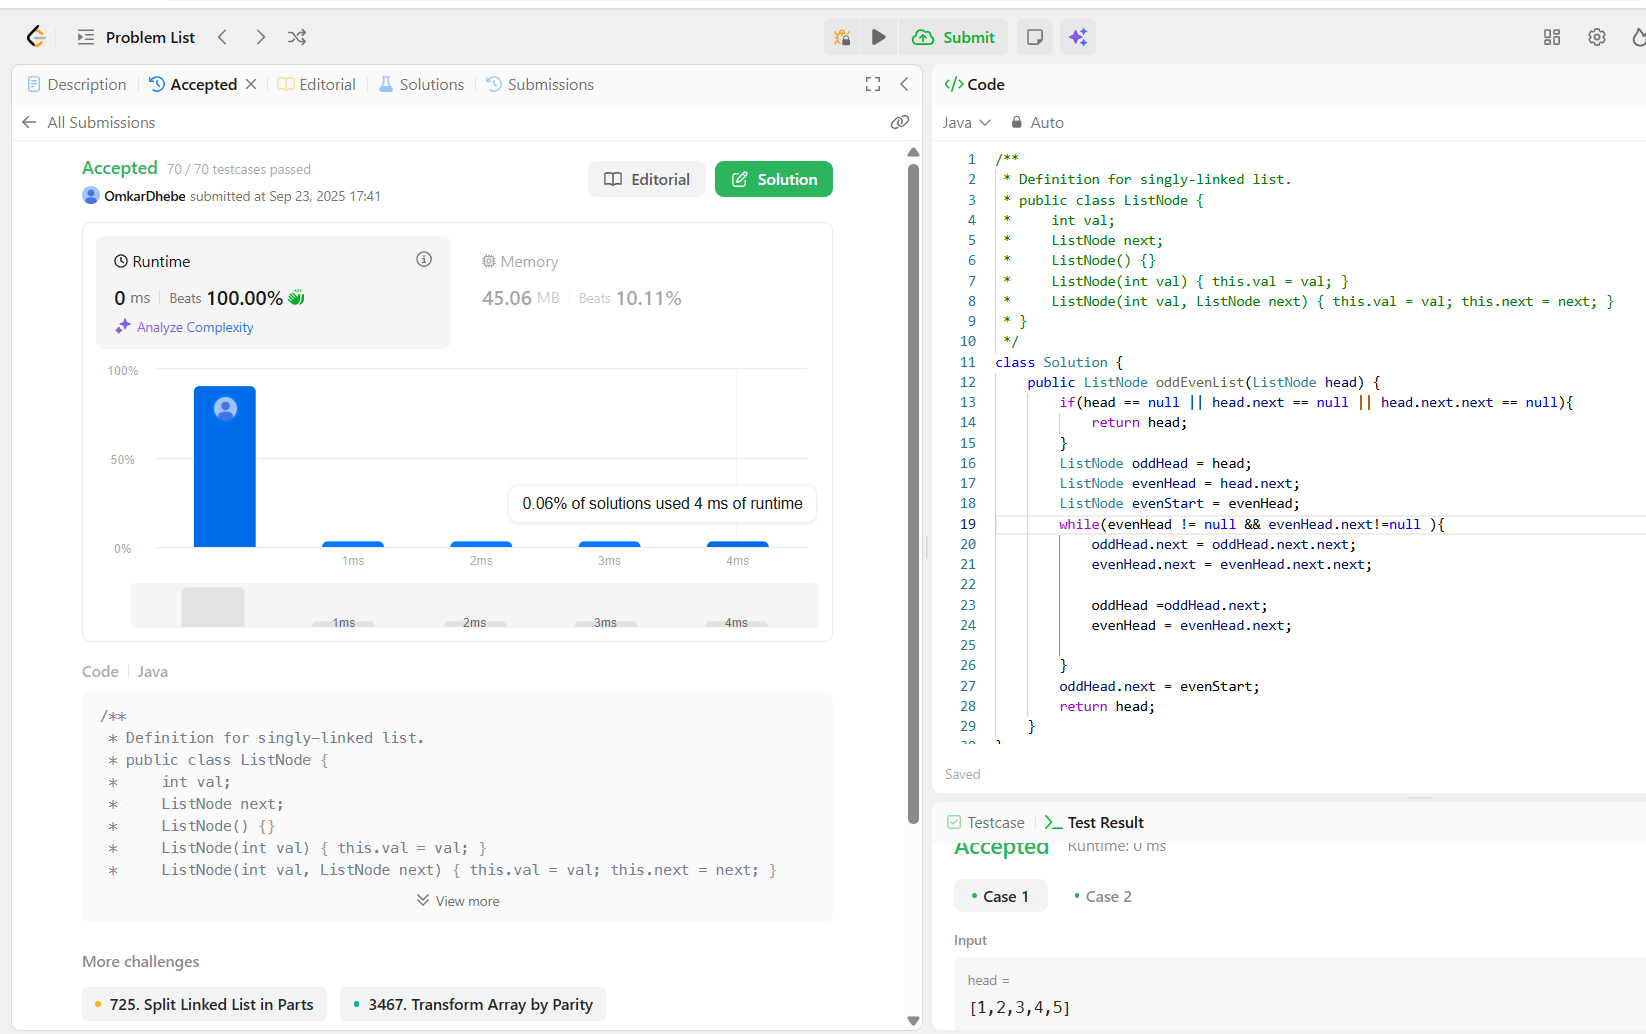 Problem List
Submit
Description
Accepted
Editorial
Solutions
Submissions
All Submissions
Accepted 70 / 70 testcases passed
OmkarDhebe submitted at Sep 23, 2025 17:41
Editorial
Solution
Runtime
0 ms Beats 100.00%
Analyze Complexity
Memory
45.06 MB Beats 10.11%
100%
50%
0%
0.06% of solutions used 4 ms of runtime
1ms 2ms 3ms 4ms
1ms 2ms 3ms 4ms
Code Java
/**
* Definition for singly-linked list.
* public class ListNode {
* int val;
* ListNode next;
* ListNode() {}
* ListNode(int val) { this.val = val; }
* ListNode(int val, ListNode next) { this.val = val; this.next = next; }
View more
More challenges
725. Split Linked List in Parts
3467. Transform Array by Parity
</> Code
Java Auto
1 /**
2 * Definition for singly-linked list.
3 * public class ListNode {
4 * int val;
5 * ListNode next;
6 * ListNode() {}
7 * ListNode(int val) { this.val = val; }
8 * ListNode(int val, ListNode next) { this.val = val; this.next = next; }
9 * }
10 */
11 class Solution {
12 public ListNode oddEvenList(ListNode head) {
13 if(head == null || head.next == null || head.next.next == null){
14 return head;
15 }
16 ListNode oddHead = head;
17 ListNode evenHead = head.next;
18 ListNode evenStart = evenHead;
19 while(evenHead != null && evenHead.next!=null ){
20 oddHead.next = oddHead.next.next;
21 evenHead.next = evenHead.next.next;
22
23 oddHead =oddHead.next;
24 evenHead = evenHead.next;
25
26 }
27 oddHead.next = evenStart;
28 return head;
29 }
Saved
Testcase
Test Result
Accepted Runtime: 0 ms
Case 1
Case 2
Input
head =
[1,2,3,4,5]